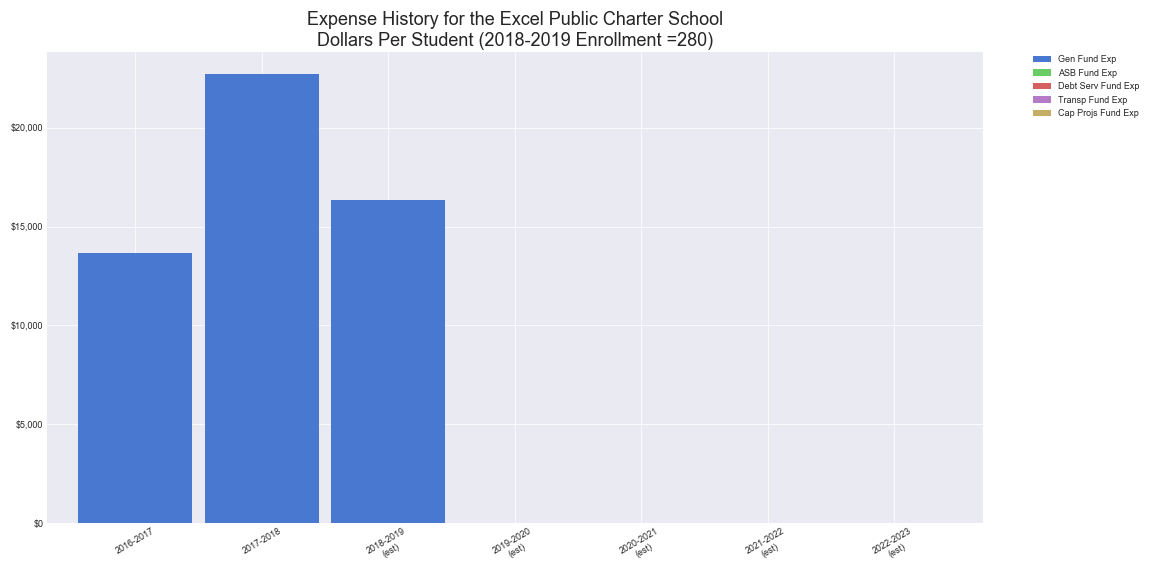 Expense History for the Excel Public Charter School
Dollars Per Student (2018-2019 Enrollment =280)
Gen Fund Exp
ASB Fund Exp
Debt Serv Fund Exp
Transp Fund Exp
Cap Projs Fund Exp
$20,000
$15,000
$10,000
$5,000
$0
2016-2017
2017-2018
2018-2019
(est)
2019-2020
(est)
2020-2021
(est)
2021-2022
(est)
2022-2023
(est)